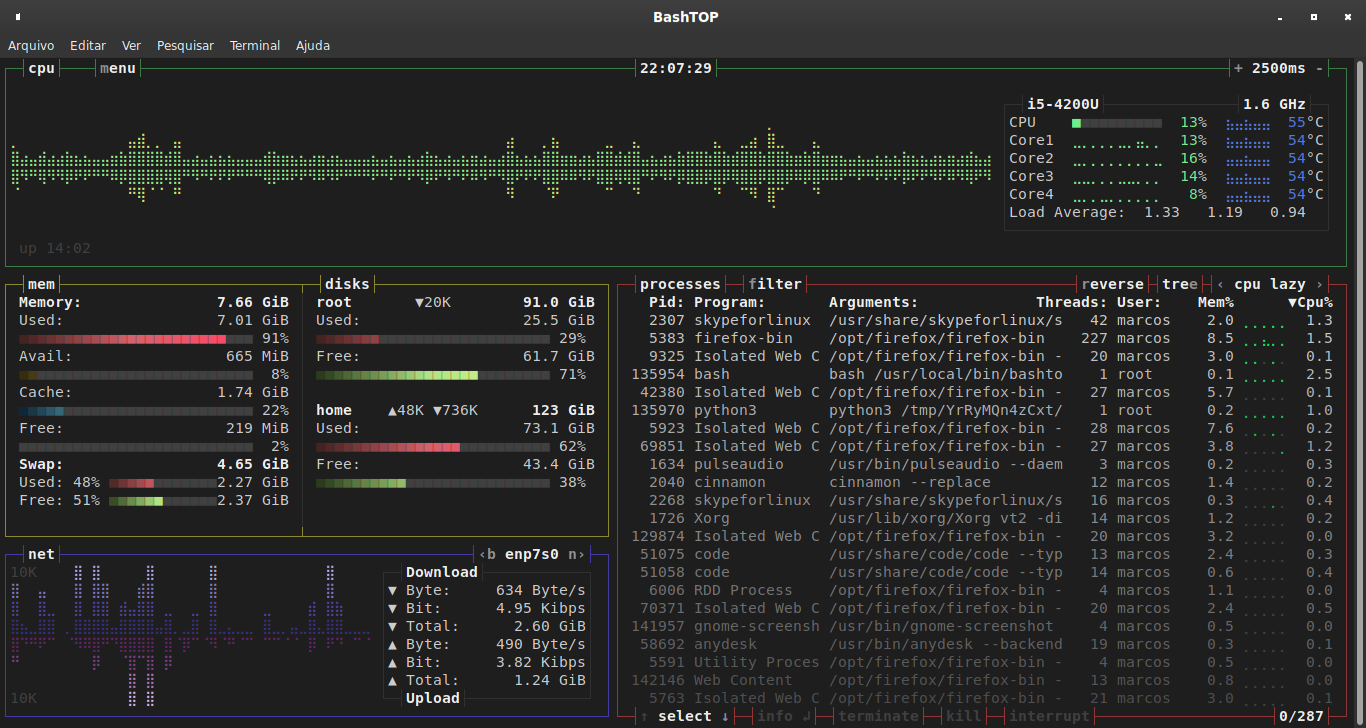 BashTOP
Arquivo Editar Ver Pesquisar Terminal Ajuda
cpu menu 22:07:29 + 2500ms -
i5-4200U 1.6 GHz
CPU 13% 55°C
Core1 13% 54°C
Core2 16% 54°C
Core3 14% 54°C
Core4 8% 54°C
Load Average: 1.33 1.19 0.94
up 14:02
mem
Memory: 7.66 GiB
Used: 7.01 GiB
91%
Avail: 665 MiB
8%
Cache: 1.74 GiB
22%
Free: 219 MiB
2%
Swap: 4.65 GiB
Used: 48% 2.27 GiB
Free: 51% 2.37 GiB
disks
root ▼20K 91.0 GiB
Used: 25.5 GiB
29%
Free: 61.7 GiB
71%
home ▲48K ▼736K 123 GiB
Used: 73.1 GiB
62%
Free: 43.4 GiB
38%
net ‹b enp7s0 n›
10K
10K
Download
▼ Byte: 634 Byte/s
▼ Bit: 4.95 Kibps
▼ Total: 2.60 GiB
▲ Byte: 490 Byte/s
▲ Bit: 3.82 Kibps
▲ Total: 1.24 GiB
Upload
processes filter reverse tree ‹ cpu lazy ›
Pid: Program: Arguments: Threads: User: Mem% ▼Cpu%
2307 skypeforlinux /usr/share/skypeforlinux/s 42 marcos 2.0 1.3
5383 firefox-bin /opt/firefox/firefox-bin 227 marcos 8.5 1.5
9325 Isolated Web C /opt/firefox/firefox-bin - 20 marcos 3.0 0.1
135954 bash bash /usr/local/bin/bashto 1 root 0.1 2.5
42380 Isolated Web C /opt/firefox/firefox-bin - 27 marcos 5.7 0.1
135970 python3 python3 /tmp/YrRyMQn4zCxt/ 1 root 0.2 1.0
5923 Isolated Web C /opt/firefox/firefox-bin - 28 marcos 7.6 0.2
69851 Isolated Web C /opt/firefox/firefox-bin - 27 marcos 3.8 1.2
1634 pulseaudio /usr/bin/pulseaudio --daem 3 marcos 0.2 0.3
2040 cinnamon cinnamon --replace 12 marcos 1.4 0.2
2268 skypeforlinux /usr/share/skypeforlinux/s 16 marcos 0.3 0.4
1726 Xorg /usr/lib/xorg/Xorg vt2 -di 14 marcos 1.2 0.2
129874 Isolated Web C /opt/firefox/firefox-bin - 20 marcos 3.2 0.0
51075 code /usr/share/code/code --typ 13 marcos 2.4 0.3
51058 code /usr/share/code/code --typ 14 marcos 0.6 0.4
6006 RDD Process /opt/firefox/firefox-bin - 4 marcos 1.1 0.0
70371 Isolated Web C /opt/firefox/firefox-bin - 20 marcos 2.4 0.5
141957 gnome-screensh /usr/bin/gnome-screenshot 4 marcos 0.5 0.0
58692 anydesk /usr/bin/anydesk --backend 19 marcos 0.3 0.1
5591 Utility Proces /opt/firefox/firefox-bin - 4 marcos 0.5 0.0
142146 Web Content /opt/firefox/firefox-bin - 13 marcos 0.8 0.0
5763 Isolated Web C /opt/firefox/firefox-bin - 21 marcos 3.0 0.1
↑ select ↓ info ↲ terminate kill interrupt 0/287